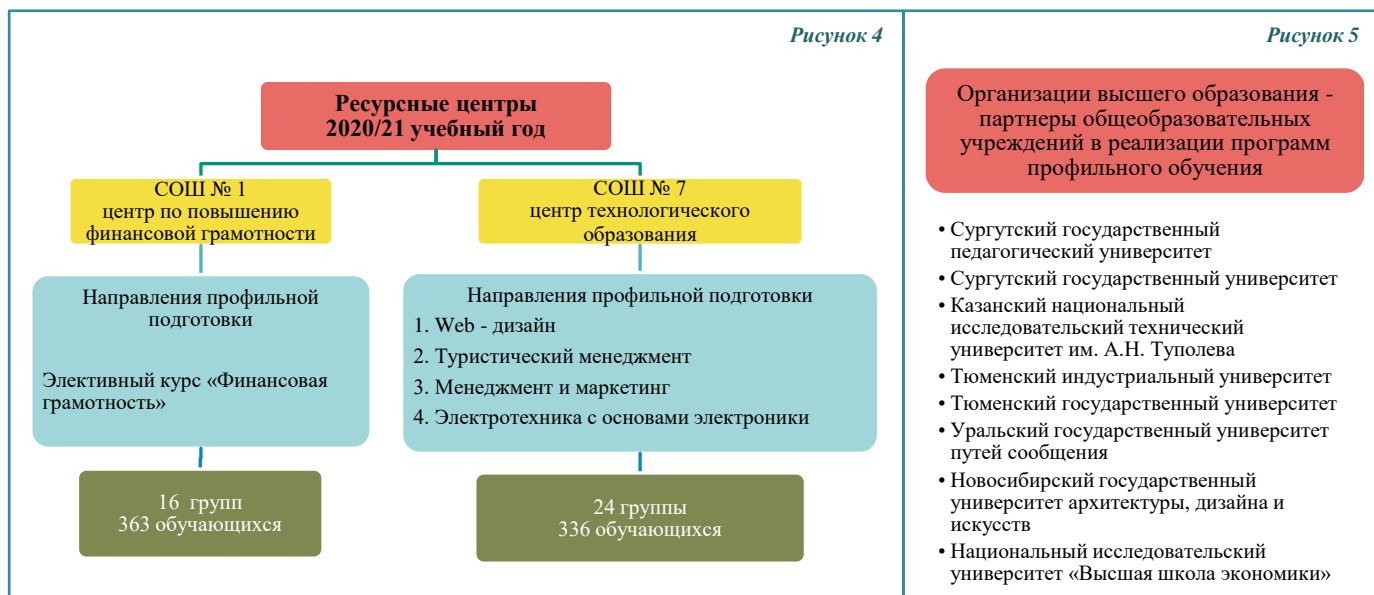 Рисунок 4
Ресурсные центры
2020/21 учебный год
СОШ № 1
центр по повышению
финансовой грамотности
СОШ № 7
центр технологического
образования
Направления профильной
подготовки
Элективный курс «Финансовая
грамотность»
Направления профильной подготовки
1. Web - дизайн
2. Туристический менеджмент
3. Менеджмент и маркетинг
4. Электротехника с основами электроники
16 групп
363 обучающихся
24 группы
336 обучающихся
Рисунок 5
Организации высшего образования -
партнеры общеобразовательных
учреждений в реализации программ
профильного обучения
• Сургутский государственный
педагогический университет
• Сургутский государственный университет
• Казанский национальный
исследовательский технический
университет им. А.Н. Туполева
• Тюменский индустриальный университет
• Тюменский государственный университет
• Уральский государственный университет
путей сообщения
• Новосибирский государственный
университет архитектуры, дизайна и
искусств
• Национальный исследовательский
университет «Высшая школа экономики»